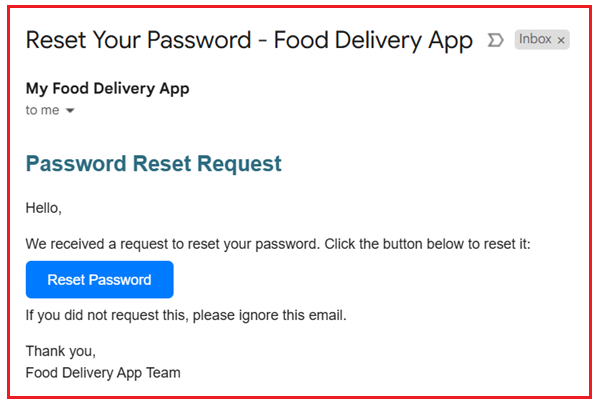 Reset Your Password - Food Delivery App
Inbox x
My Food Delivery App
to me
Password Reset Request
Hello,
We received a request to reset your password. Click the button below to reset it:
Reset Password
If you did not request this, please ignore this email.
Thank you,
Food Delivery App Team